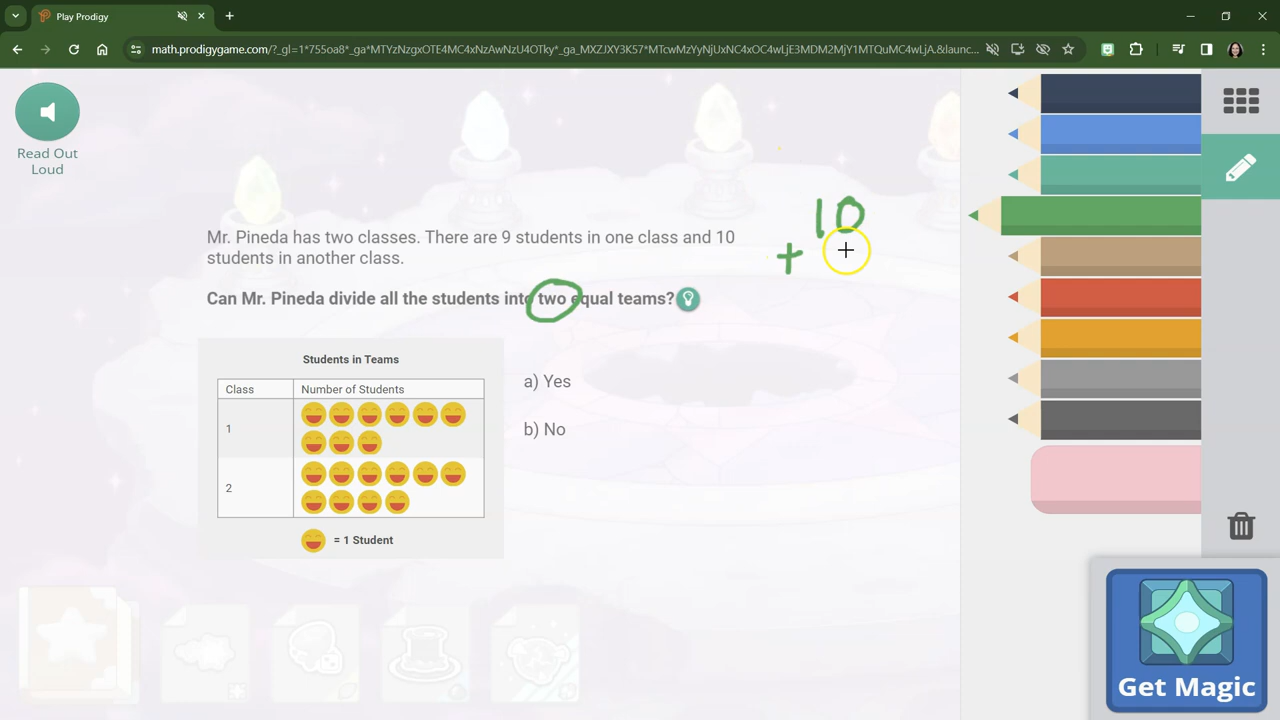 Play Prodigy
math.prodigygame.com/?_gl=1*755oa8*_ga*MTYzNzgxOTE4MC4xNzAwNzU4OTky*_ga_MXZJXY3K57*MTcwMzYyNjUxNC4xOC4wLjE3MDM2MjY1MTQuMC4wLjA.&launc...
Read Out
Loud
10
+
Mr. Pineda has two classes. There are 9 students in one class and 10
students in another class.
Can Mr. Pineda divide all the students into two equal teams?
Students in Teams
Class Number of Students
1
2
= 1 Student
a) Yes
b) No
Get Magic